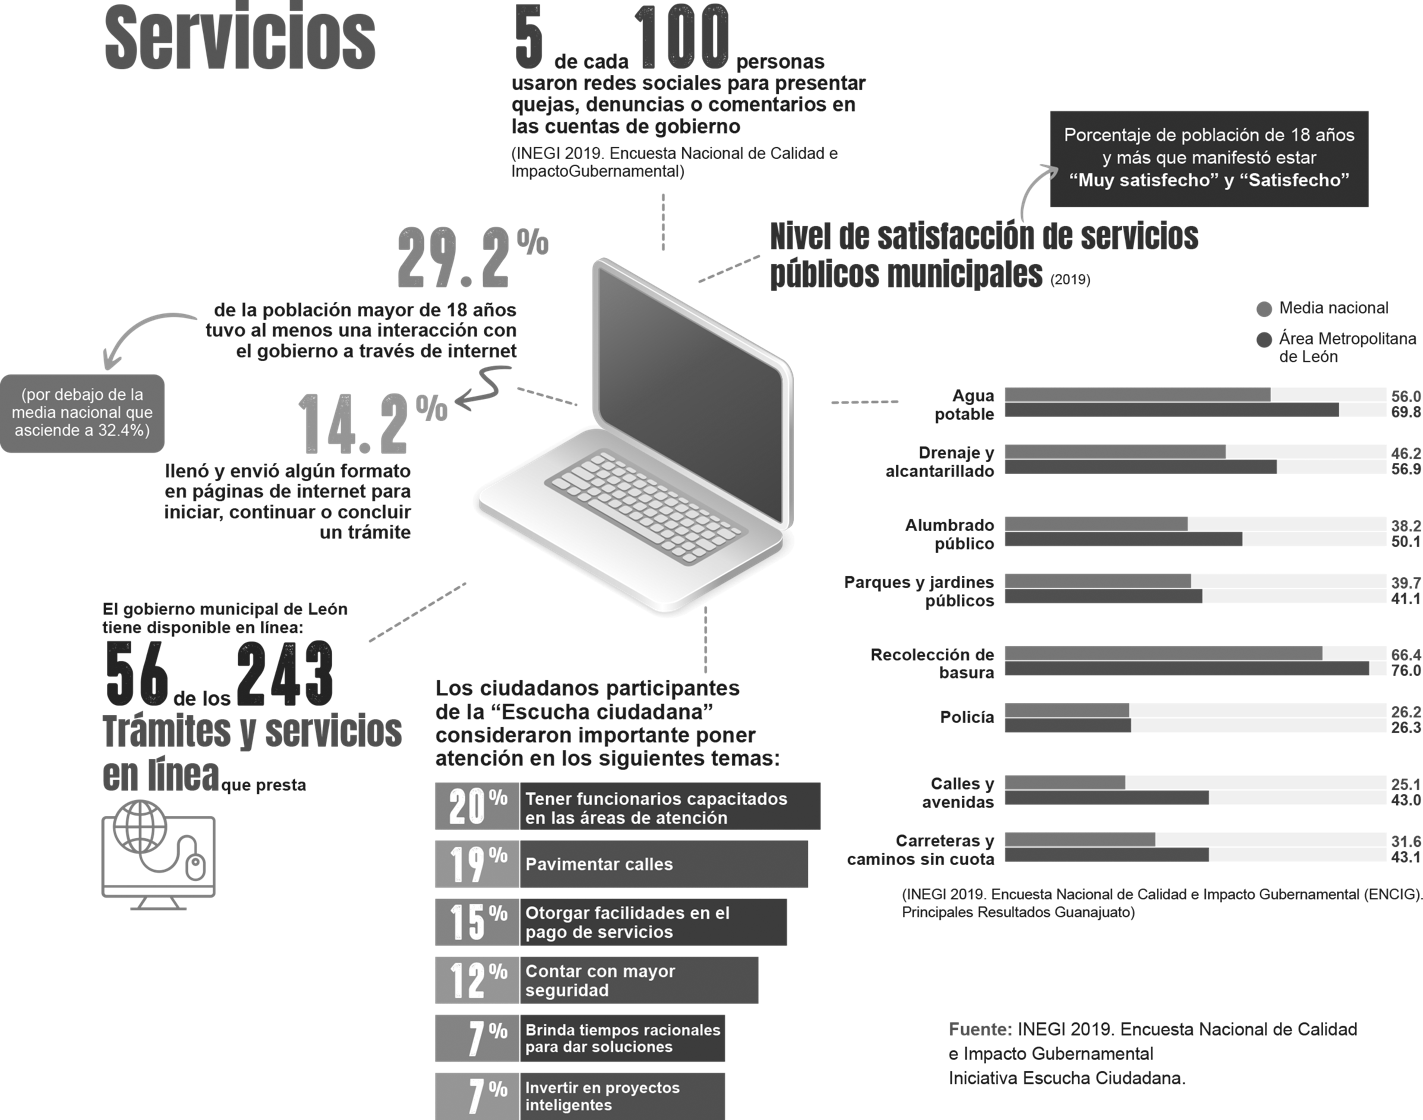 Servicios
5 de cada 100 personas
usaron redes sociales para presentar
quejas, denuncias o comentarios en
las cuentas de gobierno
(INEGI 2019. Encuesta Nacional de Calidad e
ImpactoGubernamental)
Porcentaje de población de 18 años
y más que manifestó estar
“Muy satisfecho” y “Satisfecho”
29.2%
de la población mayor de 18 años
tuvo al menos una interacción con
el gobierno a través de internet
(por debajo de la
media nacional que
asciende a 32.4%)
14.2%
llenó y envió algún formato
en páginas de internet para
iniciar, continuar o concluir
un trámite
El gobierno municipal de León
tiene disponible en línea:
56 de los 243
Trámites y servicios
en línea que presta
Los ciudadanos participantes
de la “Escucha ciudadana”
consideraron importante poner
atención en los siguientes temas:
20% Tener funcionarios capacitados
en las áreas de atención
19% Pavimentar calles
15% Otorgar facilidades en el
pago de servicios
12% Contar con mayor
seguridad
7% Brinda tiempos racionales
para dar soluciones
7% Invertir en proyectos
inteligentes
Nivel de satisfacción de servicios
públicos municipales (2019)
Media nacional
Área Metropolitana
de León
Agua 56.0
potable 69.8
Drenaje y 46.2
alcantarillado 56.9
Alumbrado 38.2
público 50.1
Parques y jardines 39.7
públicos 41.1
Recolección de 66.4
basura 76.0
Policía 26.2
26.3
Calles y 25.1
avenidas 43.0
Carreteras y 31.6
caminos sin cuota 43.1
(INEGI 2019. Encuesta Nacional de Calidad e Impacto Gubernamental (ENCIG).
Principales Resultados Guanajuato)
Fuente: INEGI 2019. Encuesta Nacional de Calidad
e Impacto Gubernamental
Iniciativa Escucha Ciudadana.